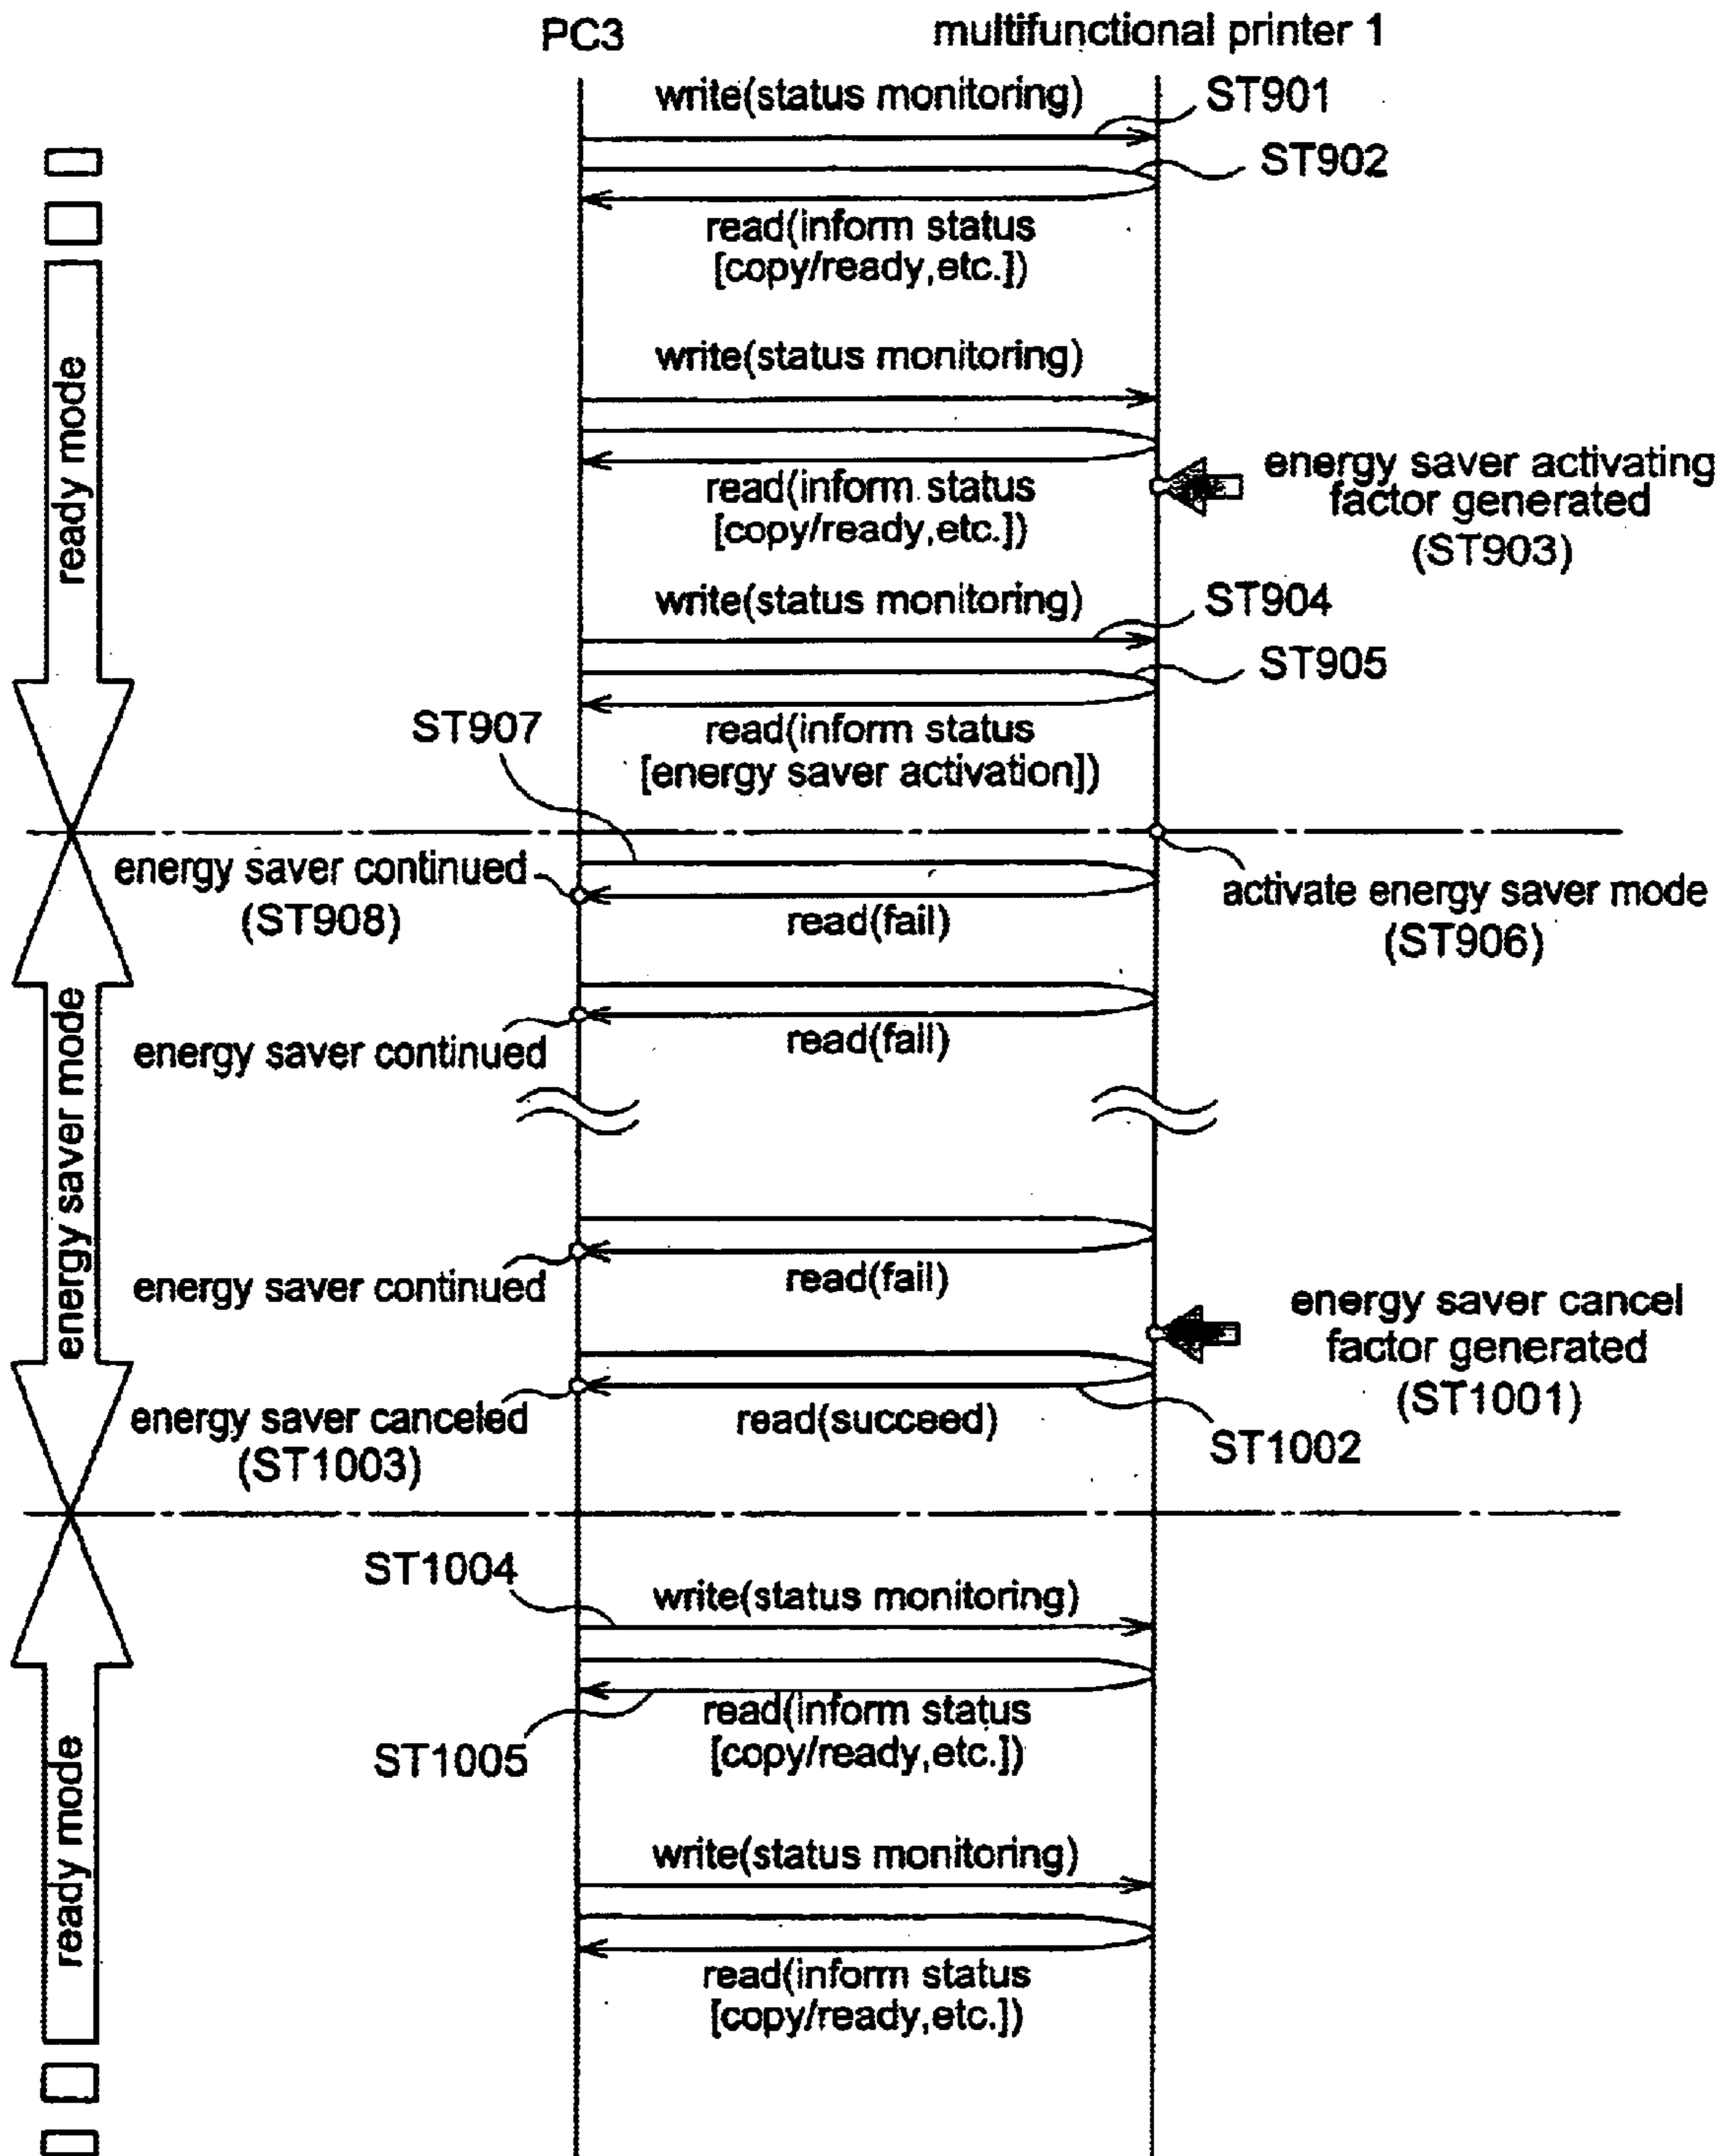 PC3
multifunctional printer 1
write(status monitoring)
ST901
ST902
read(inform status
[copy/ready,etc.])
write(status monitoring)
read(inform status
[copy/ready,etc.])
energy saver activating
factor generated
(ST903)
ready mode
write(status monitoring)
ST904
ST905
read(inform status
[energy saver activation])
ST907
energy saver continued
(ST908)
read(fail)
activate energy saver mode
(ST906)
energy saver continued
read(fail)
energy saver mode
energy saver continued
read(fail)
energy saver cancel
factor generated
(ST1001)
energy saver canceled
(ST1003)
read(succeed)
ST1002
ST1004
write(status monitoring)
read(inform status
[copy/ready,etc.])
ST1005
ready mode
write(status monitoring)
read(inform status
[copy/ready,etc.])